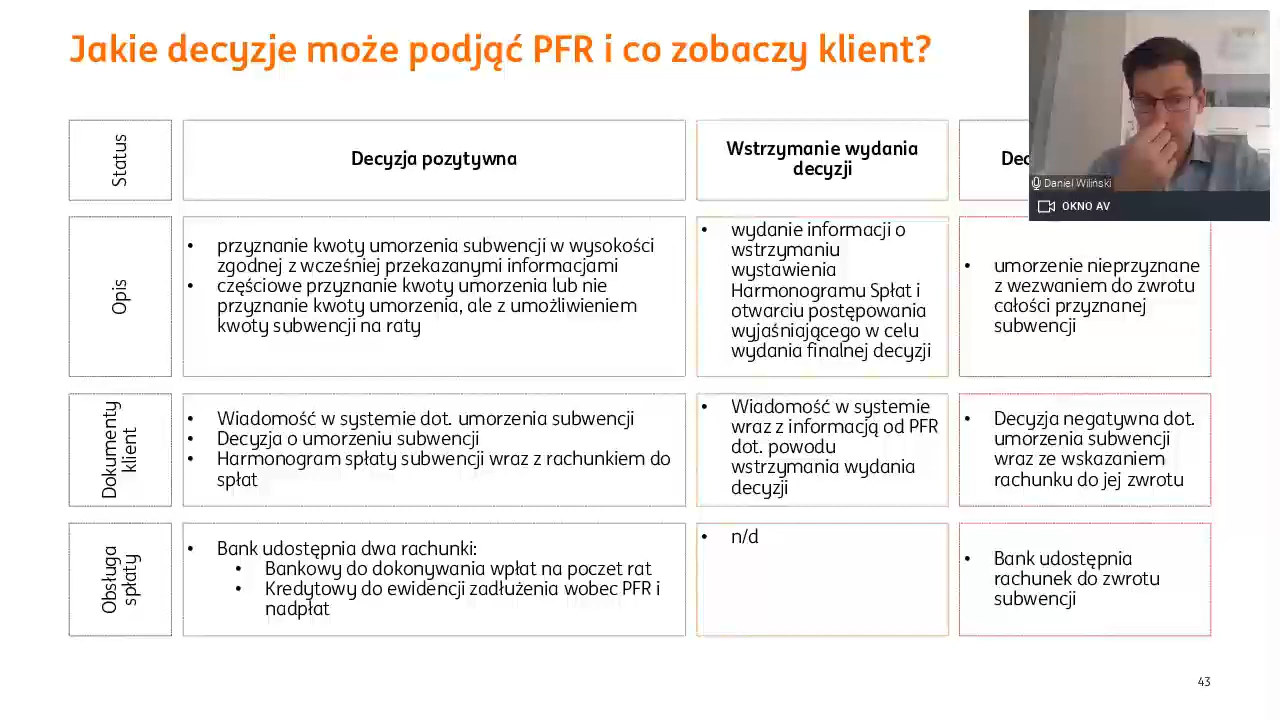 Jakie decyzje może podjąć PFR i co zobaczy klient?
Daniel Wiliński
OKNO AV
Status
Decyzja pozytywna
Wstrzymanie wydania
decyzji
Opis
• przyznanie kwoty umorzenia subwencji w wysokości
zgodnej z wcześniej przekazanymi informacjami
• częściowe przyznanie kwoty umorzenia lub nie
przyznanie kwoty umorzenia, ale z umożliwieniem
kwoty subwencji na raty
• wydanie informacji o
wstrzymaniu
wystawienia
Harmonogramu Spłat i
otwarciu postępowania
wyjaśniającego w celu
wydania finalnej decyzji
• umorzenie nieprzyznane
z wezwaniem do zwrotu
całości przyznanej
subwencji
Dokumenty
klient
• Wiadomość w systemie dot. umorzenia subwencji
• Decyzja o umorzeniu subwencji
• Harmonogram spłaty subwencji wraz z rachunkiem do
spłat
• Wiadomość w systemie
wraz z informacją od PFR
dot. powodu
wstrzymania wydania
decyzji
• Decyzja negatywna dot.
umorzenia subwencji
wraz ze wskazaniem
rachunku do jej zwrotu
Obsługa
spłaty
• Bank udostępnia dwa rachunki:
• Bankowy do dokonywania wpłat na poczet rat
• Kredytowy do ewidencji zadłużenia wobec PFR i
nadpłat
• n/d
• Bank udostępnia
rachunek do zwrotu
subwencji
43